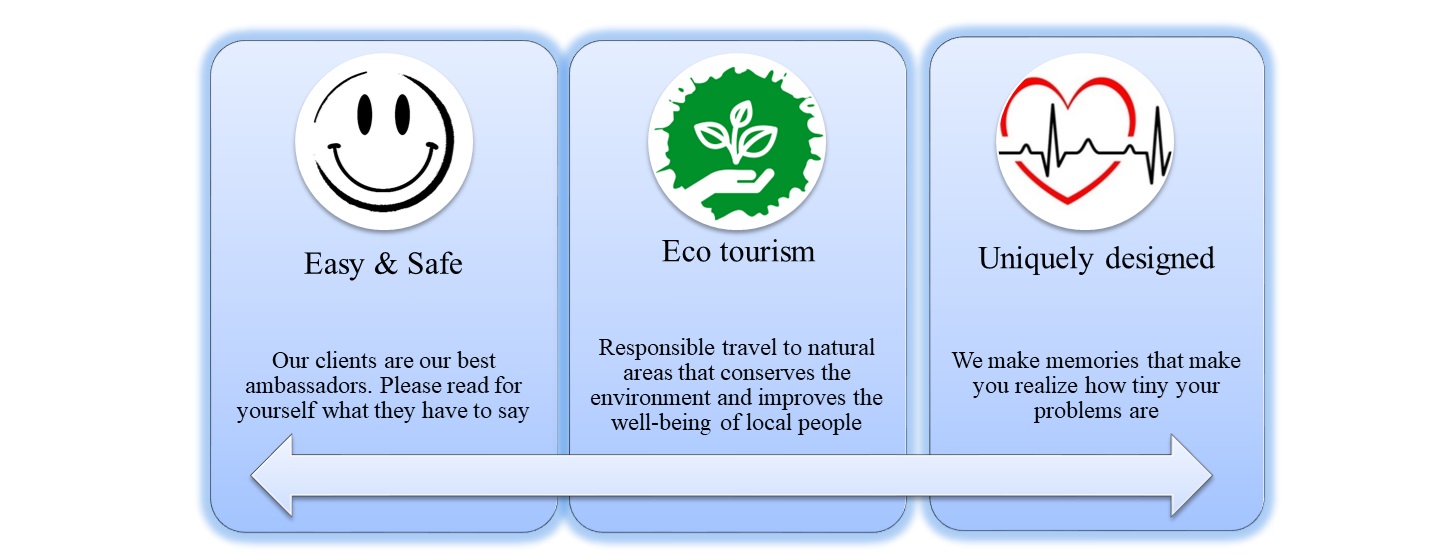 Easy & Safe
Our clients are our best
ambassadors. Please read for
yourself what they have to say
Eco tourism
Responsible travel to natural
areas that conserves the
environment and improves the
well-being of local people
Uniquely designed
We make memories that make
you realize how tiny your
problems are